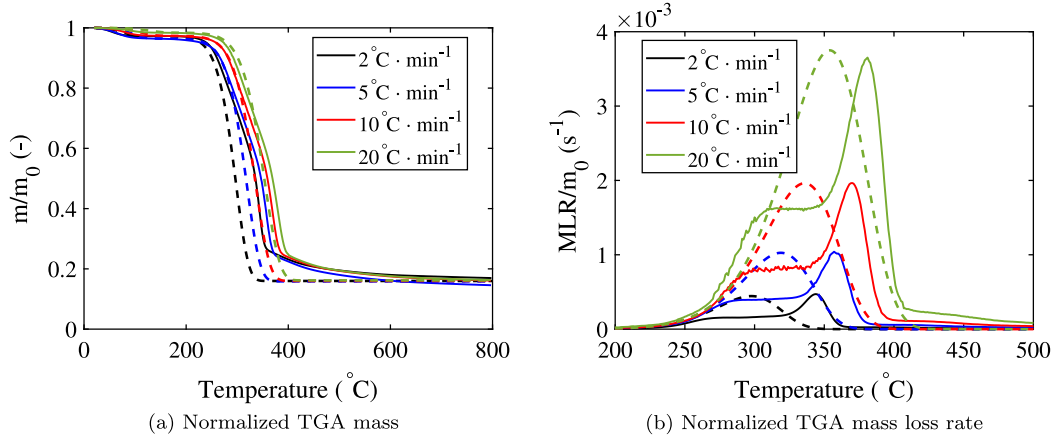 1
0.8
0.6
0.4
0.2
0
0
200
400
600
800
m/m0 (-)
Temperature (°C)
2°C · min-1
5°C · min-1
10°C · min-1
20°C · min-1
(a) Normalized TGA mass
×10-3
4
3
2
1
0
200
250
300
350
400
450
500
MLR/m0 (s-1)
Temperature (°C)
2°C · min-1
5°C · min-1
10°C · min-1
20°C · min-1
(b) Normalized TGA mass loss rate